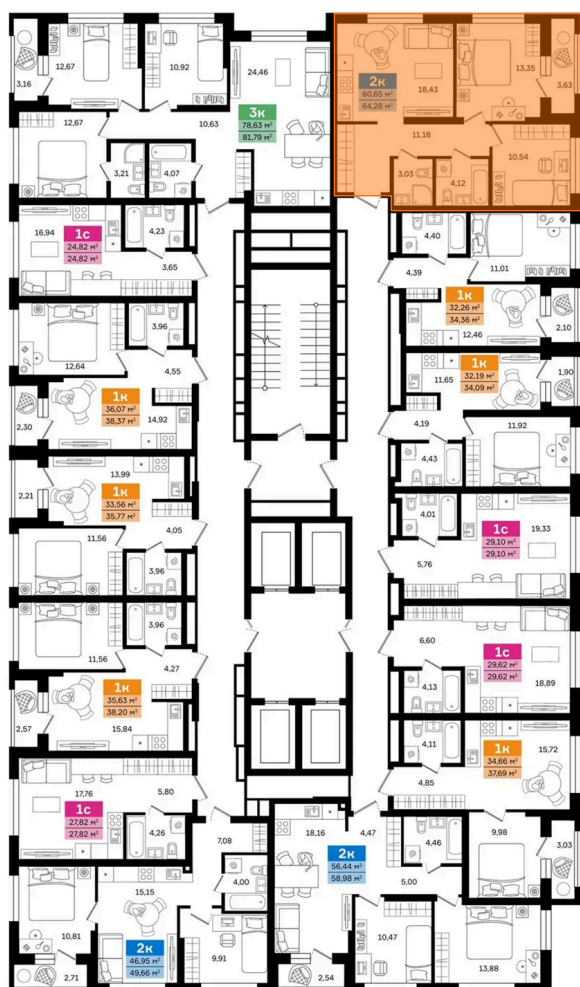 3,16
12,67
10,92
24,46
3к
78,63 м²
81,79 м²
10,63
12,67
3,21
4,07
2к
60,65 м²
64,28 м²
18,43
13,35
3,63
11,18
3,03
4,12
10,54
16,94
1с
24,82 м²
24,82 м²
4,23
3,65
4,40
11,01
4,39
1к
32,26 м²
34,36 м²
12,46
2,10
12,64
3,96
4,55
1к
36,07 м²
38,37 м²
14,92
2,30
11,65
1к
32,19 м²
34,09 м²
1,90
4,19
11,92
4,43
2,21
13,99
1к
33,56 м²
35,77 м²
4,05
11,56
3,96
4,01
1с
29,10 м²
29,10 м²
19,33
5,76
11,56
3,96
4,27
1к
35,63 м²
38,20 м²
2,57
15,84
6,60
1с
29,62 м²
29,62 м²
4,13
18,89
4,11
1к
34,66 м²
37,69 м²
15,72
4,85
17,76
5,80
1с
27,82 м²
27,82 м²
4,26
7,08
4,00
15,15
10,81
2к
46,95 м²
49,66 м²
2,71
9,91
18,16
4,47
2к
56,44 м²
58,98 м²
4,46
5,00
9,98
3,03
10,47
2,54
13,88